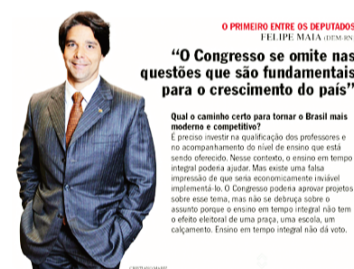 O PRIMEIRO ENTRE OS DEPUTADOS
FELIPE MAIA (DEM-RN)
“O Congresso se omite nas
questões que são fundamentais
para o crescimento do país”
Qual o caminho certo para tornar o Brasil mais
moderno e competitivo?
É preciso investir na qualificação dos professores e
no acompanhamento do nível de ensino que está
sendo oferecido. Nesse contexto, o ensino em tempo
integral poderia ajudar. Mas existe uma falsa
impressão de que seria economicamente inviável
implementá-lo. O Congresso poderia aprovar projetos
sobre esse tema, mas não se debruça sobre o
assunto porque o ensino em tempo integral não tem
o efeito eleitoral de uma praça, uma escola, um
calçamento. Ensino em tempo integral não dá voto.